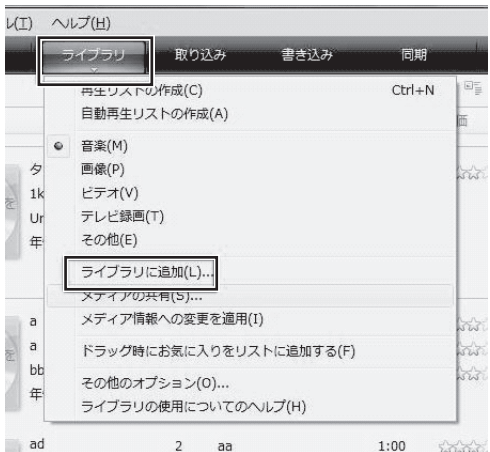 ル(T) ヘルプ(H)
ライブラリ 取り込み 書き込み 同期
再生リストの作成(C) Ctrl+N
自動再生リストの作成(A)
価
音楽(M)
画像(P)
タ
ビデオ(V)
1k
を
テレビ録画(T)
Ur
その他(E)
年
ライブラリに追加(L)...
メディアの共有(S)...
メディア情報への変更を適用(I)
a
ドラッグ時にお気に入りをリストに追加する(F)
a
を
その他のオプション(O)...
bb
ライブラリの使用についてのヘルプ(H)
年
ad 2 aa 1:00